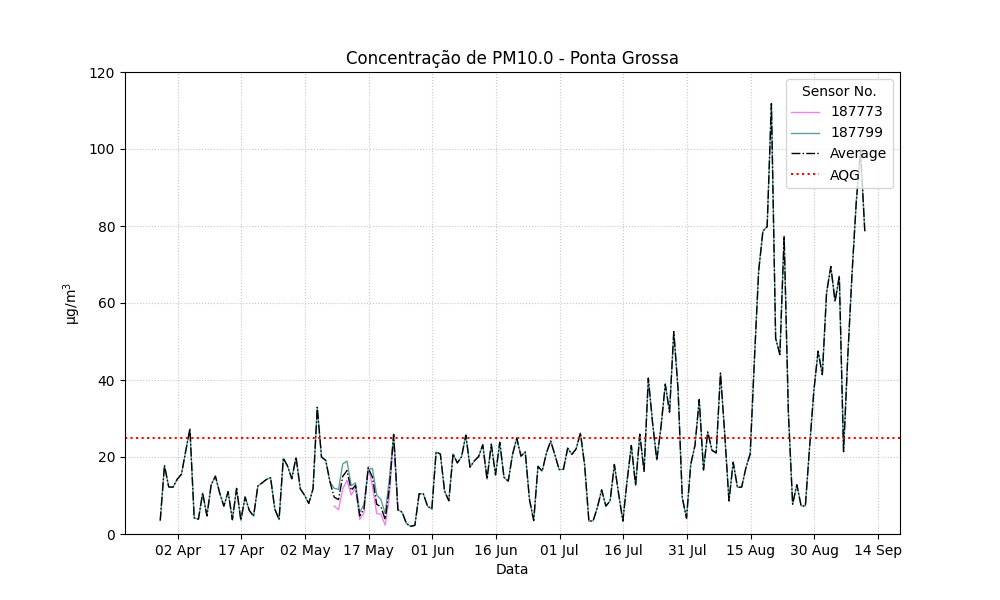 Concentração de PM10.0 - Ponta Grossa
120
100
80
60
40
20
0
µg/m³
Sensor No.
187773
187799
Average
AQG
02 Apr 17 Apr 02 May 17 May 01 Jun 16 Jun 01 Jul 16 Jul 31 Jul 15 Aug 30 Aug 14 Sep
Data